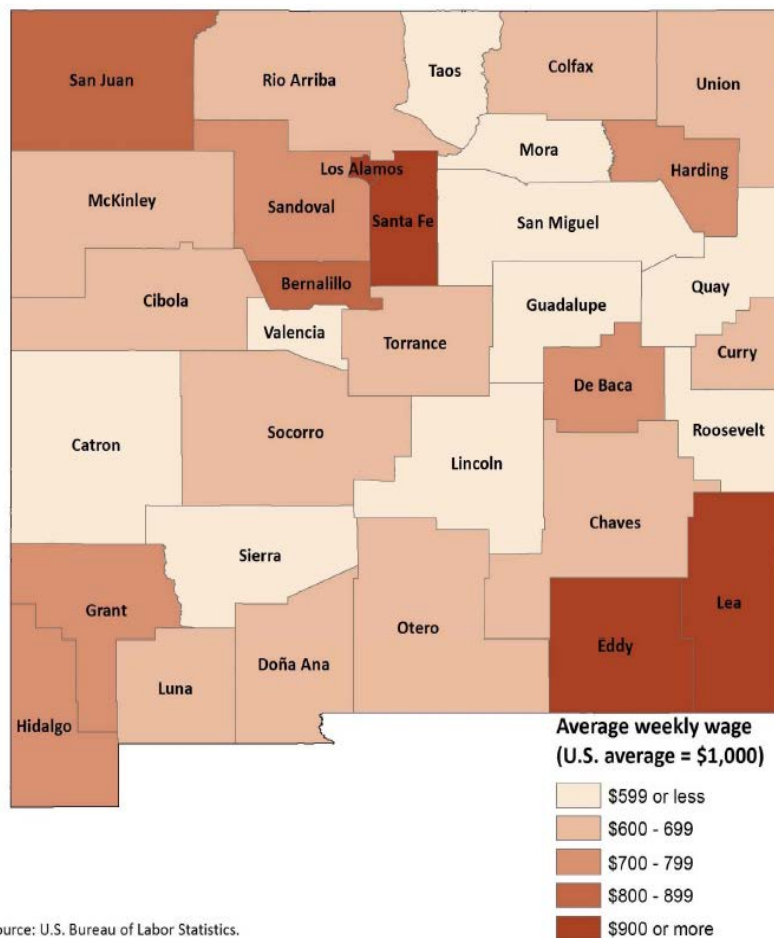 San Juan
Rio Arriba
Taos
Colfax
Union
Mora
Harding
Los Alamos
McKinley
Sandoval
Santa Fe
San Miguel
Bernalillo
Quay
Cibola
Guadalupe
Valencia
Torrance
Curry
De Baca
Roosevelt
Catron
Socorro
Lincoln
Chaves
Sierra
Grant
Lea
Otero
Eddy
Doña Ana
Luna
Hidalgo
Average weekly wage
(U.S. average = $1,000)
$599 or less
$600 - 699
$700 - 799
$800 - 899
$900 or more
ource: U.S. Bureau of Labor Statistics.